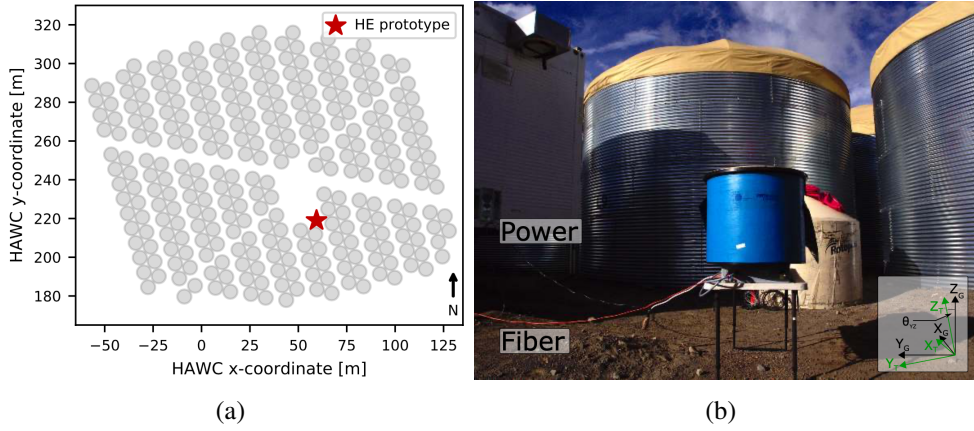 320
300
280
260
240
220
200
180
HAWC y-coordinate [m]
HE prototype
N
−50
−25
0
25
50
75
100
125
HAWC x-coordinate [m]
(a)
Power
Fiber
Z_G
Z_T
θ_YZ
X_G
Y_G
X_T
Y_T
(b)